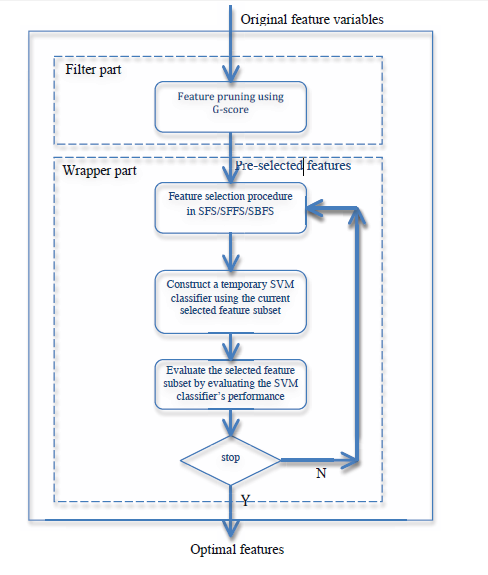 Original feature variables
Filter part
Feature pruning using
G-score
Pre-selected features
Wrapper part
Feature selection procedure
in SFS/SFFS/SBFS
Construct a temporary SVM
classifier using the current
selected feature subset
Evaluate the selected feature
subset by evaluating the SVM
classifier's performance
stop
N
Y
Optimal features